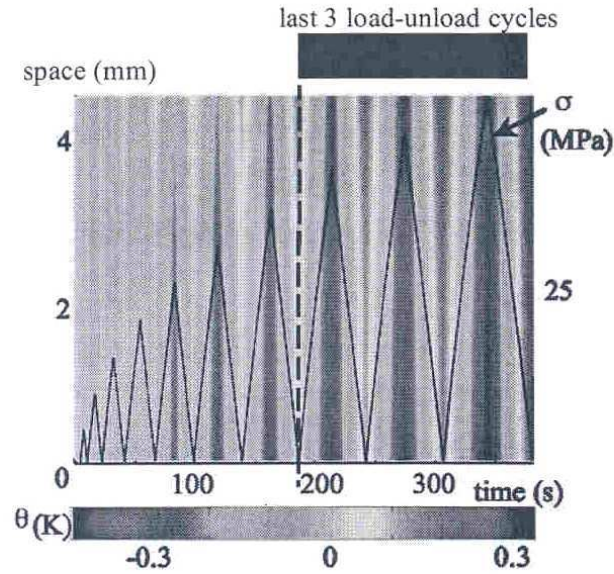 last 3 load-unload cycles
space (mm)
4
σ
(MPa)
2
25
0
100
200
300
time (s)
θ(K)
-0.3
0
0.3